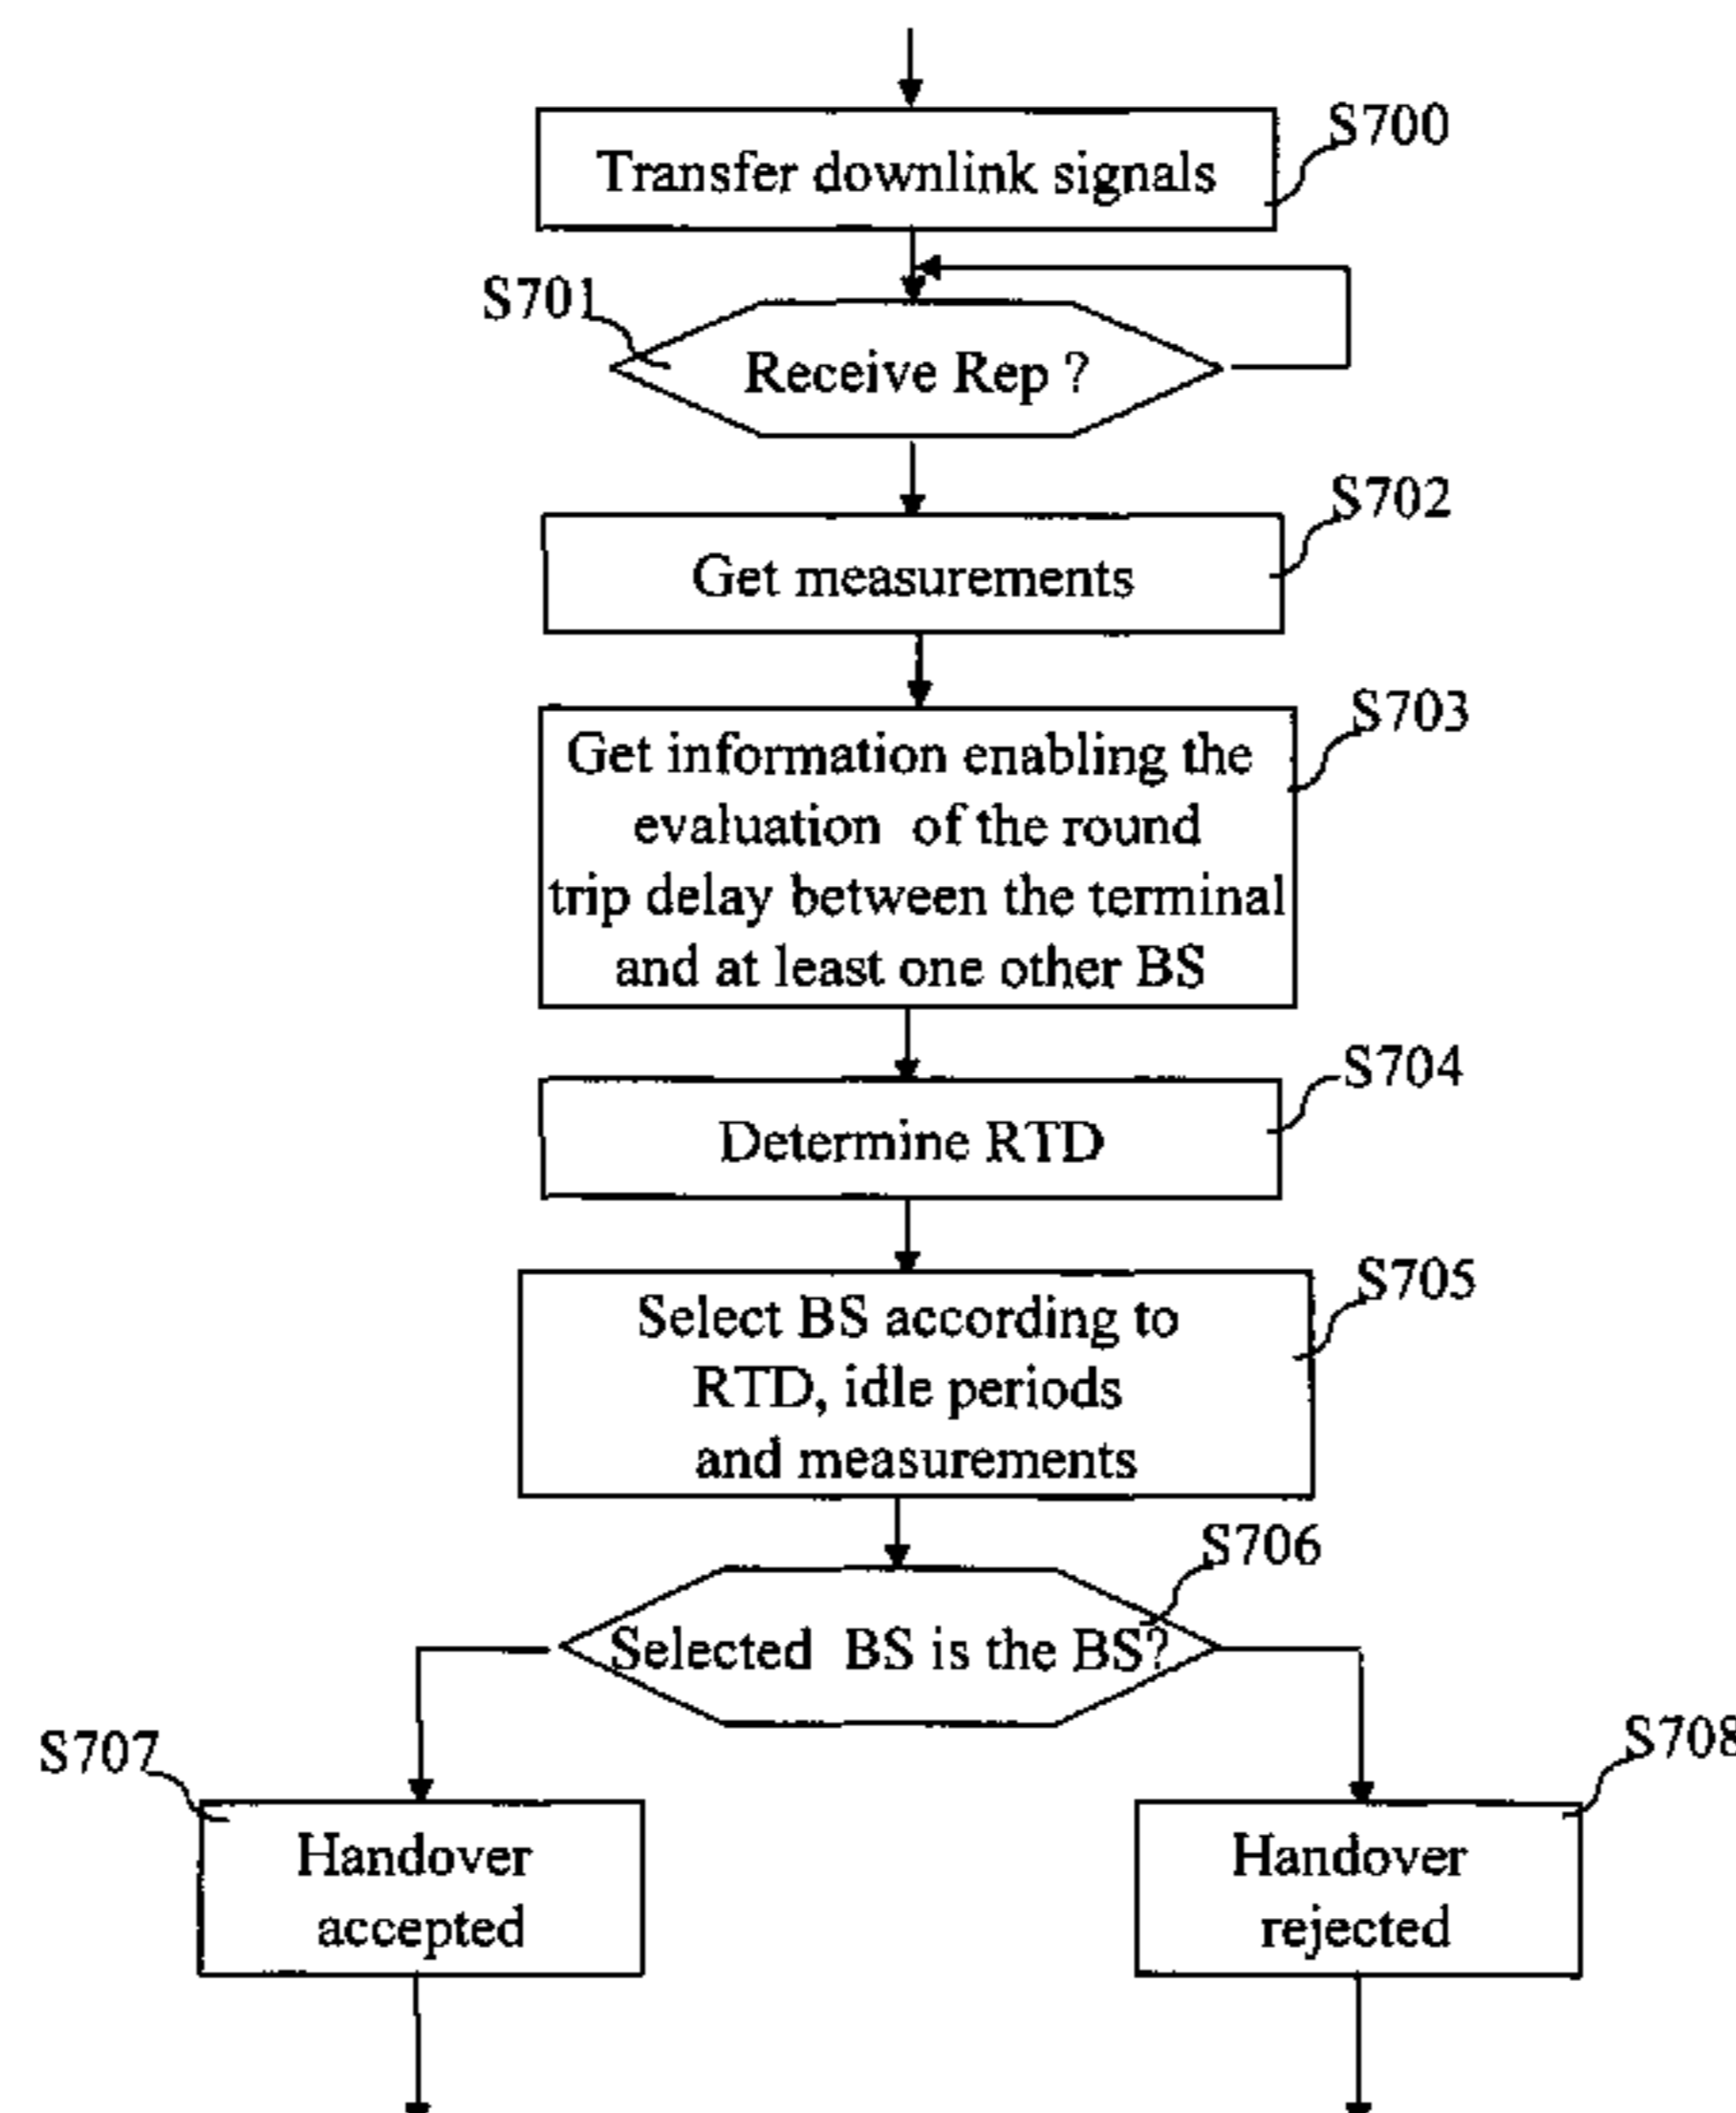 S700
Transfer downlink signals
S701
Receive Rep ?
S702
Get measurements
S703
Get information enabling the
evaluation of the round
trip delay between the terminal
and at least one other BS
S704
Determine RTD
S705
Select BS according to
RTD, idle periods
and measurements
S706
Selected BS is the BS?
S707
S708
Handover
accepted
Handover
rejected